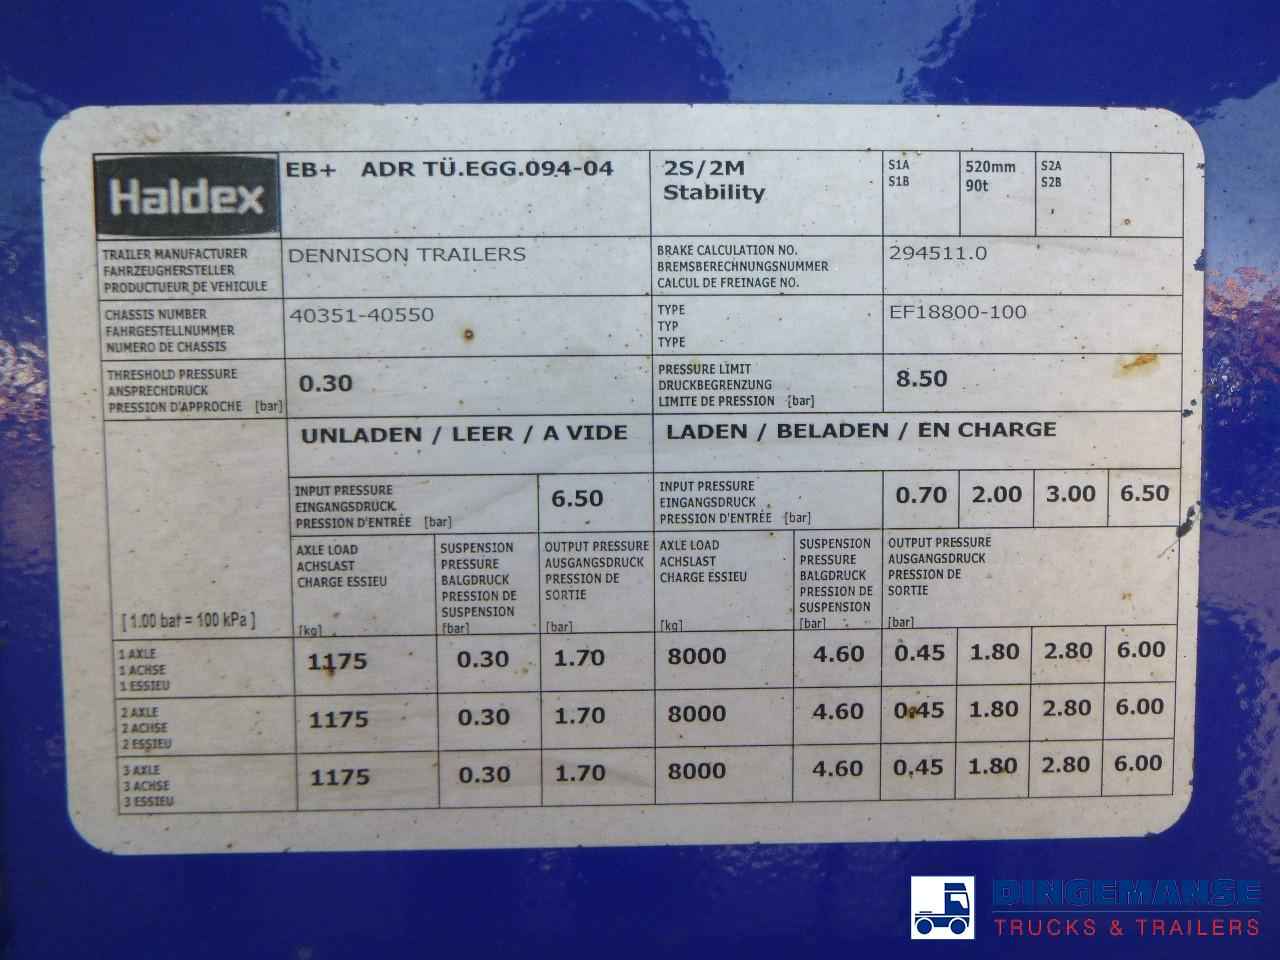 Haldex
EB+ ADR TÜ.EGG.094-04
2S/2M
Stability
S1A
S1B
520mm
90t
S2A
S2B
TRAILER MANUFACTURER
FAHRZEUGHERSTELLER
PRODUCTUEUR DE VEHICULE
DENNISON TRAILERS
BRAKE CALCULATION NO.
BREMSBERECHNUNGSNUMMER
CALCUL DE FREINAGE NO.
294511.0
CHASSIS NUMBER
FAHRGESTELLNUMMER
NUMERO DE CHASSIS
40351-40550
TYPE
TYP
TYPE
EF18800-100
THRESHOLD PRESSURE
ANSPRECHDRUCK
PRESSION D'APPROCHE [bar]
0.30
PRESSURE LIMIT
DRUCKBEGRENZUNG
LIMITE DE PRESSION [bar]
8.50
UNLADEN / LEER / A VIDE
LADEN / BELADEN / EN CHARGE
INPUT PRESSURE
EINGANGSDRUCK
PRESSION D'ENTRÉE [bar]
6.50
INPUT PRESSURE
EINGANGSDRUCK
PRESSION D'ENTRÉE [bar]
0.70 2.00 3.00 6.50
[ 1.00 bat = 100 kPa ]
AXLE LOAD
ACHSLAST
CHARGE ESSIEU
[kg]
SUSPENSION
PRESSURE
BALGDRUCK
PRESSION DE
SUSPENSION
[bar]
OUTPUT PRESSURE
AUSGANGSDRUCK
PRESSION DE
SORTIE
[bar]
AXLE LOAD
ACHSLAST
CHARGE ESSIEU
[kg]
SUSPENSION
PRESSURE
BALGDRUCK
PRESSION DE
SUSPENSION
[bar]
OUTPUT PRESSURE
AUSGANGSDRUCK
PRESSION DE
SORTIE
[bar]
1 AXLE
1 ACHSE
1 ESSIEU
1175 0.30 1.70 8000 4.60 0.45 1.80 2.80 6.00
2 AXLE
2 ACHSE
2 ESSIEU
1175 0.30 1.70 8000 4.60 0.45 1.80 2.80 6.00
3 AXLE
3 ACHSE
3 ESSIEU
1175 0.30 1.70 8000 4.60 0.45 1.80 2.80 6.00
DINGEMANSE
TRUCKS & TRAILERS